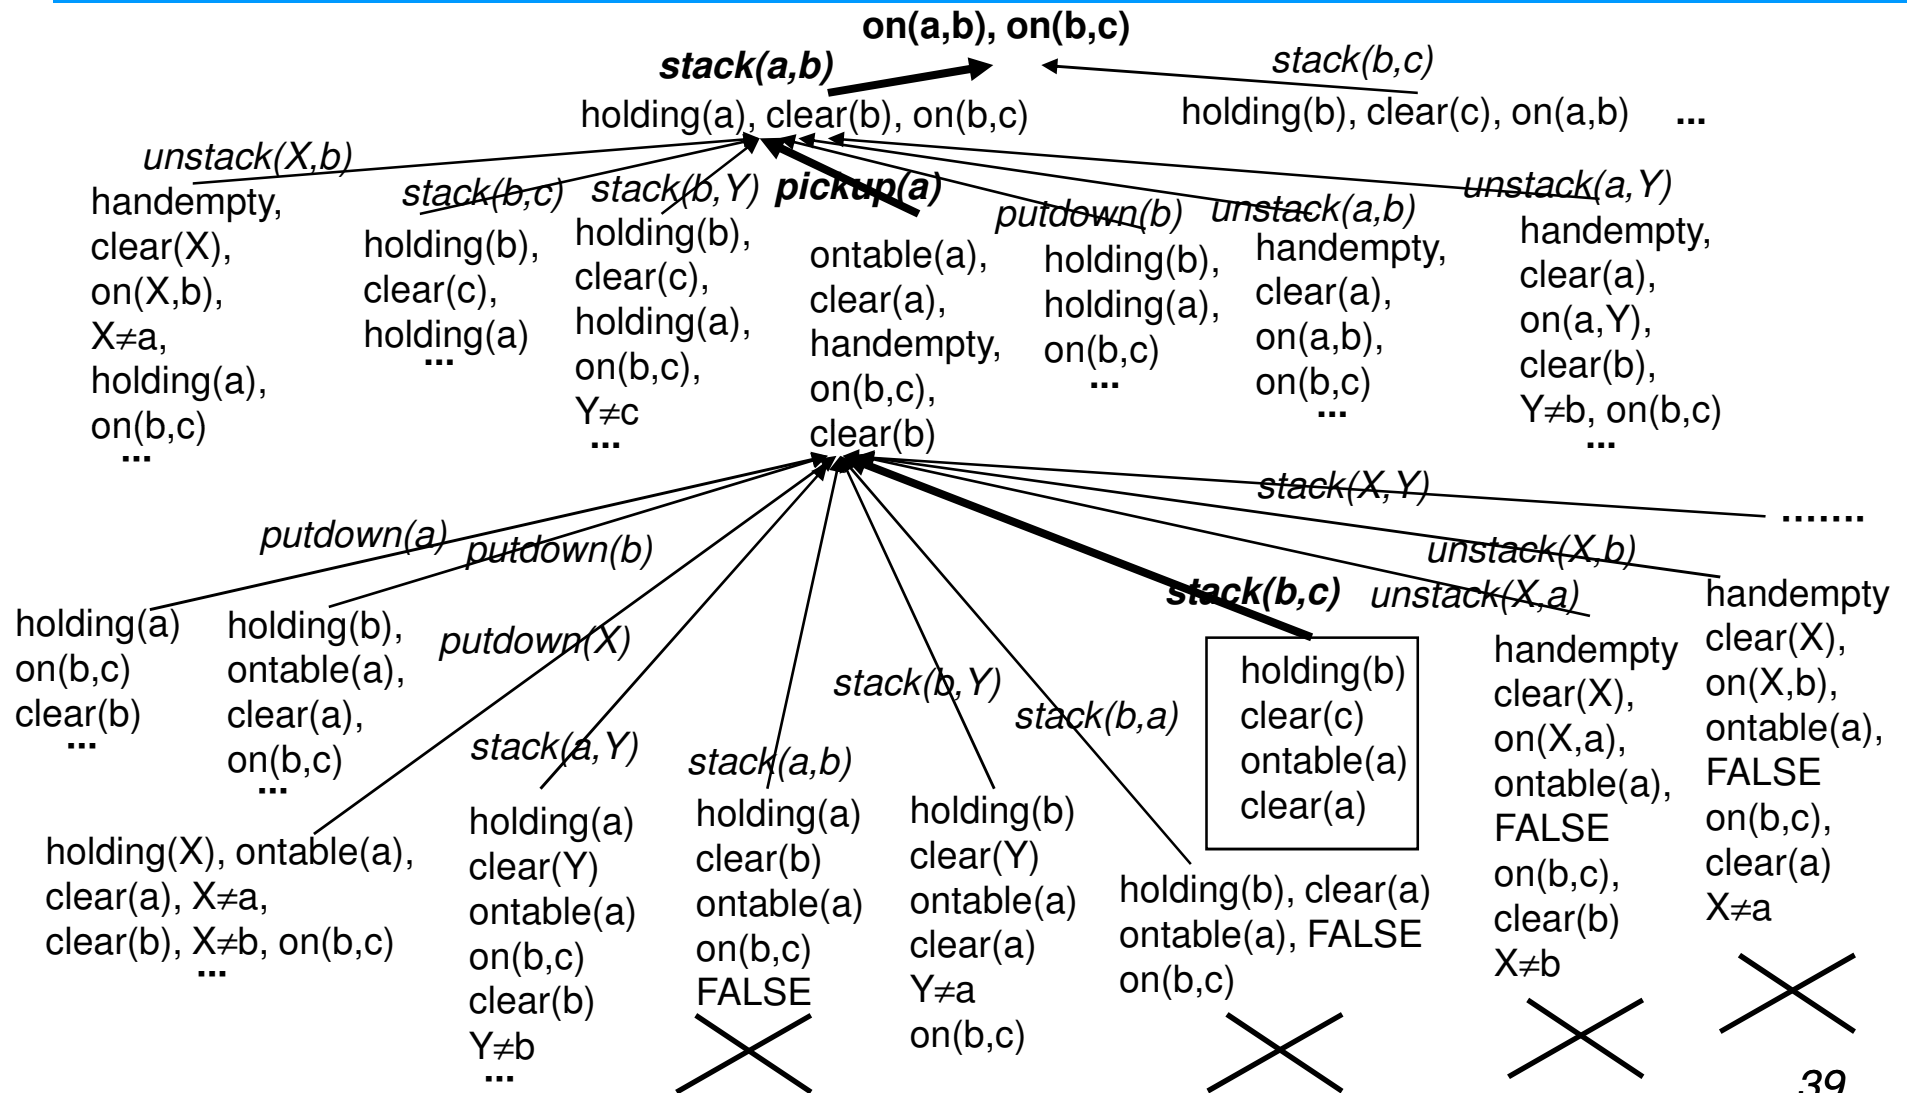 on(a,b), on(b,c)
stack(a,b)
stack(b,c)
holding(a), clear(b), on(b,c)
holding(b), clear(c), on(a,b) ...
unstack(X,b)
handempty,
clear(X),
on(X,b),
X≠a,
holding(a),
on(b,c)
...
stack(b,c)
holding(b),
clear(c),
holding(a)
...
stack(b,Y)
holding(b),
clear(c),
holding(a),
on(b,c),
Y≠c
...
pickup(a)
ontable(a),
clear(a),
handempty,
on(b,c),
clear(b)
putdown(b)
holding(b),
holding(a),
on(b,c)
...
unstack(a,b)
handempty,
clear(a),
on(a,b),
on(b,c)
...
unstack(a,Y)
handempty,
clear(a),
on(a,Y),
clear(b),
Y≠b, on(b,c)
...
putdown(a)
holding(a)
on(b,c)
clear(b)
...
putdown(b)
holding(b),
ontable(a),
clear(a),
on(b,c)
...
putdown(X)
holding(X), ontable(a),
clear(a), X≠a,
clear(b), X≠b, on(b,c)
...
stack(a,Y)
holding(a)
clear(Y)
ontable(a)
on(b,c)
clear(b)
Y≠b
...
stack(a,b)
holding(a)
clear(b)
ontable(a)
on(b,c)
FALSE
stack(b,Y)
holding(b)
clear(Y)
ontable(a)
clear(a)
Y≠a
on(b,c)
stack(b,a)
holding(b), clear(a)
ontable(a), FALSE
on(b,c)
stack(b,c)
holding(b)
clear(c)
ontable(a)
clear(a)
unstack(X,a)
handempty
clear(X),
on(X,a),
ontable(a),
FALSE
on(b,c),
clear(b)
X≠b
unstack(X,b)
handempty
clear(X),
on(X,b),
ontable(a),
FALSE
on(b,c),
clear(a)
X≠a
stack(X,Y)
.......
39